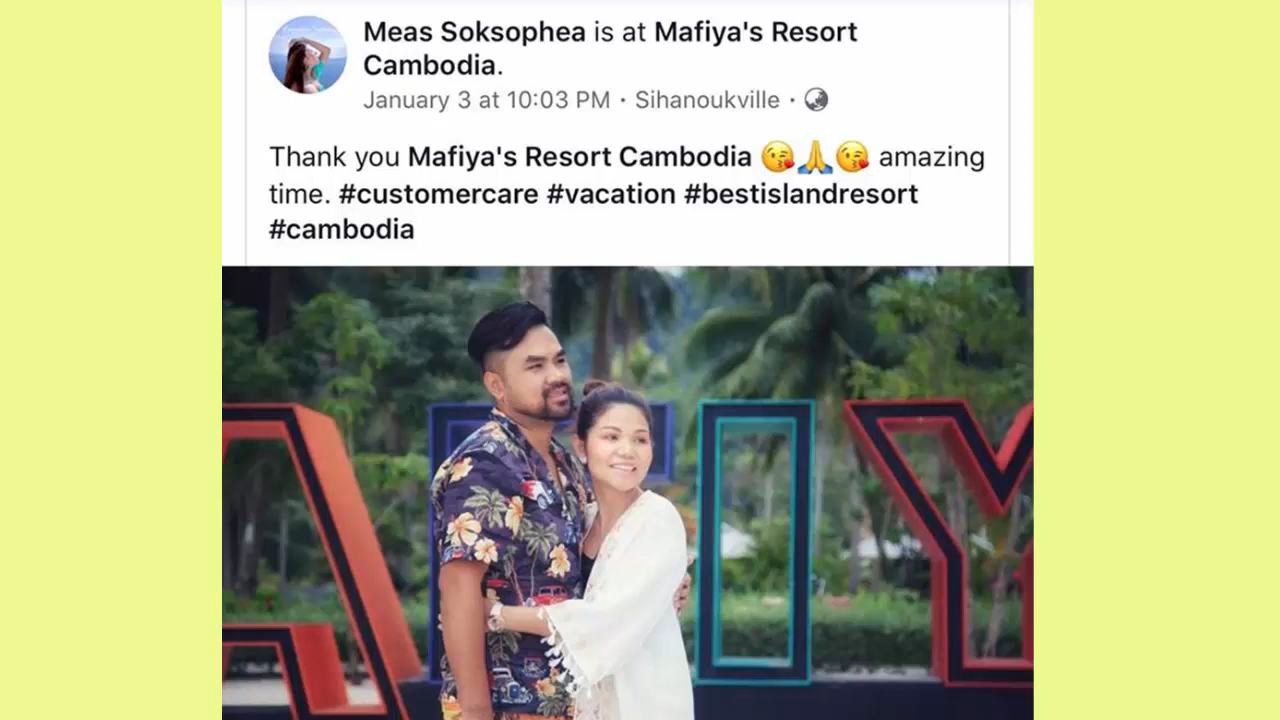 Meas Soksophea is at Mafiya's Resort
Cambodia.
January 3 at 10:03 PM · Sihanoukville ·
Thank you Mafiya's Resort Cambodia 😘🙏😘 amazing
time. #customercare #vacation #bestislandresort
#cambodia
AFIY